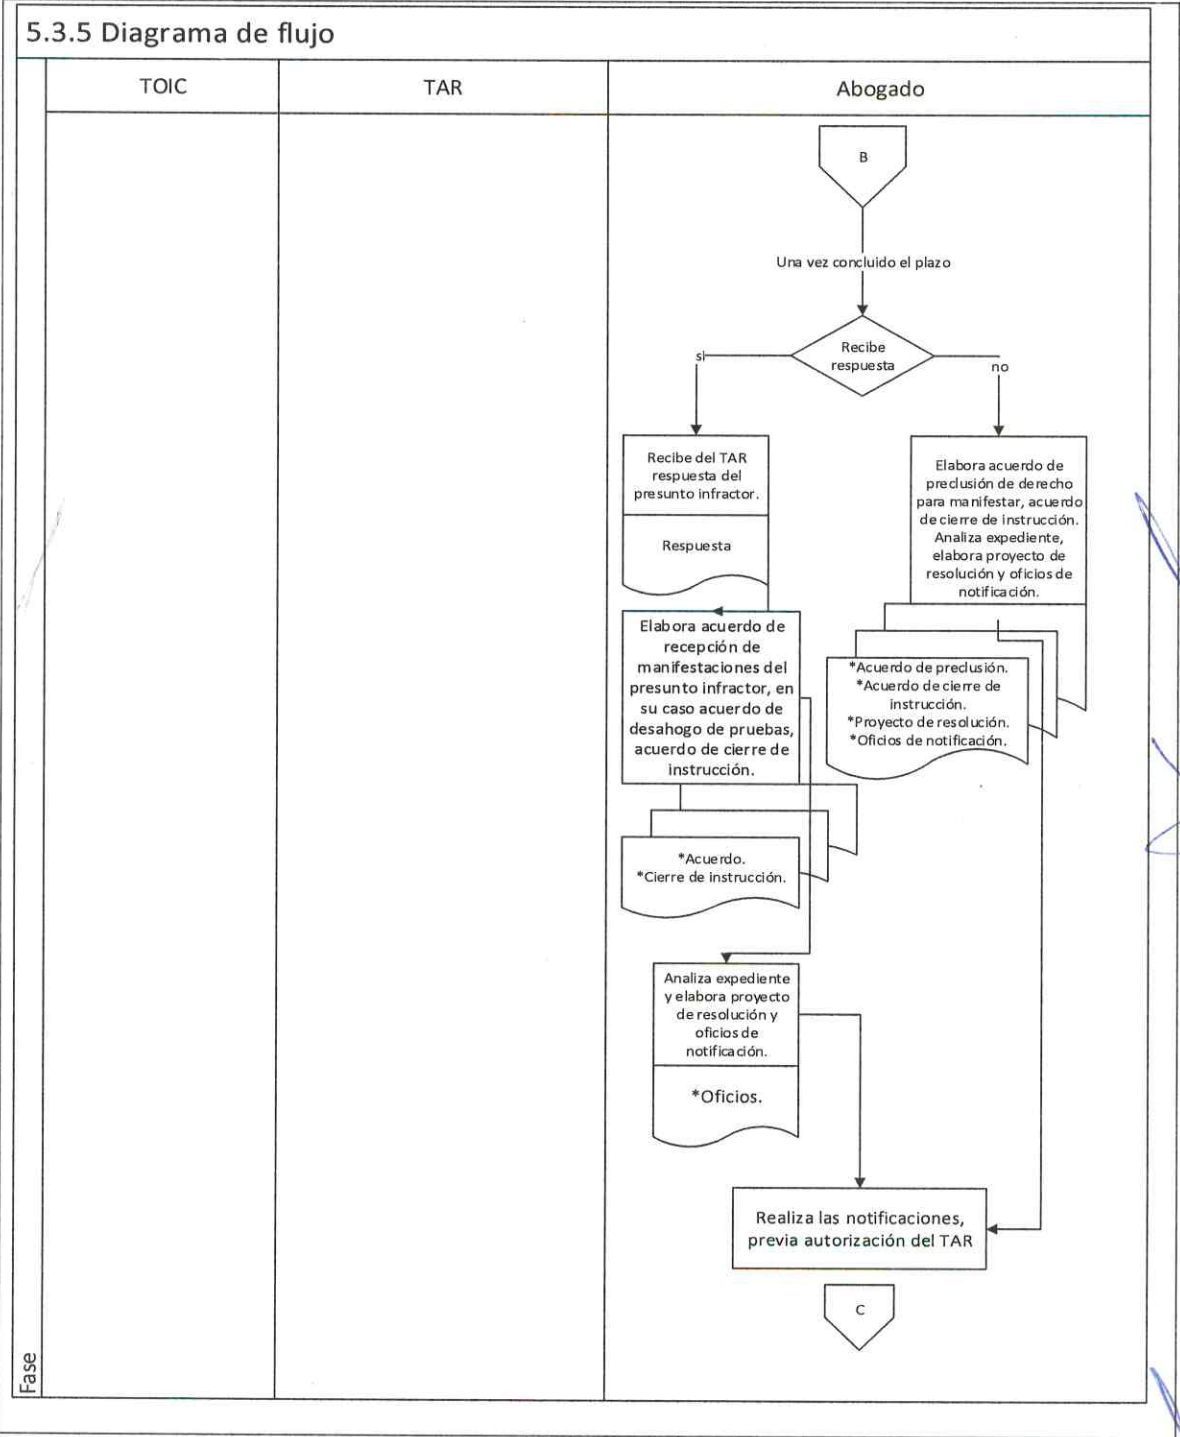 5.3.5 Diagrama de flujo
TOIC
TAR
Abogado
B
Una vez concluido el plazo
Recibe
respuesta
si
no
Recibe del TAR
respuesta del
presunto infractor.
Respuesta
Elabora acuerdo de
recepción de
manifestaciones del
presunto infractor, en
su caso acuerdo de
desahogo de pruebas,
acuerdo de cierre de
instrucción.
*Acuerdo.
*Cierre de instrucción.
Elabora acuerdo de
preclusión de derecho
para manifestar, acuerdo
de cierre de instrucción.
Analiza expediente,
elabora proyecto de
resolución y oficios de
notificación.
*Acuerdo de preclusión.
*Acuerdo de cierre de
instrucción.
*Proyecto de resolución.
*Oficios de notificación.
Analiza expediente
y elabora proyecto
de resolución y
oficios de
notificación.
*Oficios.
Realiza las notificaciones,
previa autorización del TAR
C
Fase